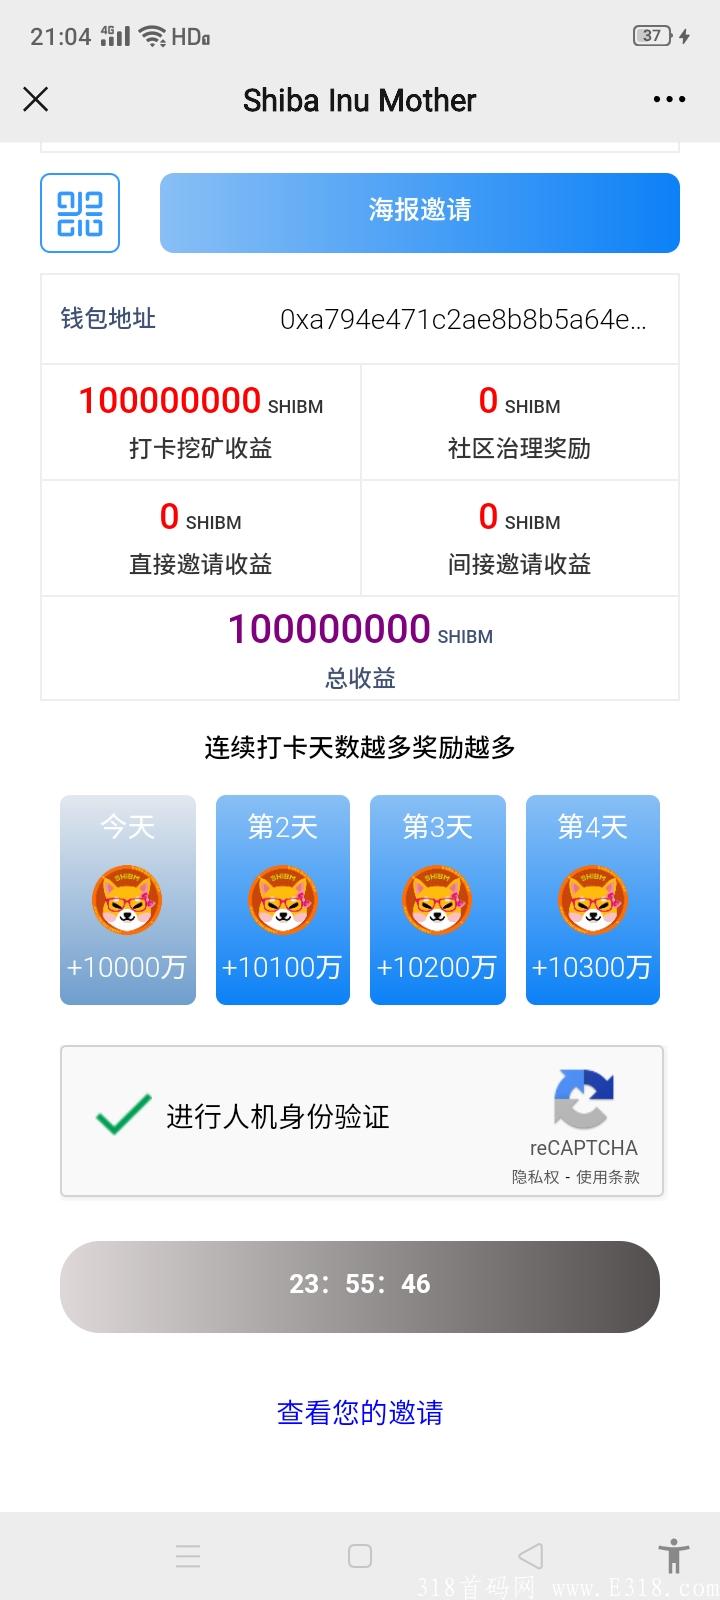 21:04 4G HD
37
Shiba Inu Mother
海报邀请
钱包地址 0xa794e471c2ae8b8b5a64e...
100000000 SHIBM 0 SHIBM
打卡挖矿收益 社区治理奖励
0 SHIBM 0 SHIBM
直接邀请收益 间接邀请收益
100000000 SHIBM
总收益
连续打卡天数越多奖励越多
今天 第2天 第3天 第4天
SHIBM SHIBM SHIBM SHIBM
+10000万 +10100万 +10200万 +10300万
进行人机身份验证
reCAPTCHA
隐私权 - 使用条款
23: 55: 46
查看您的邀请
318首码网 www.E318.com